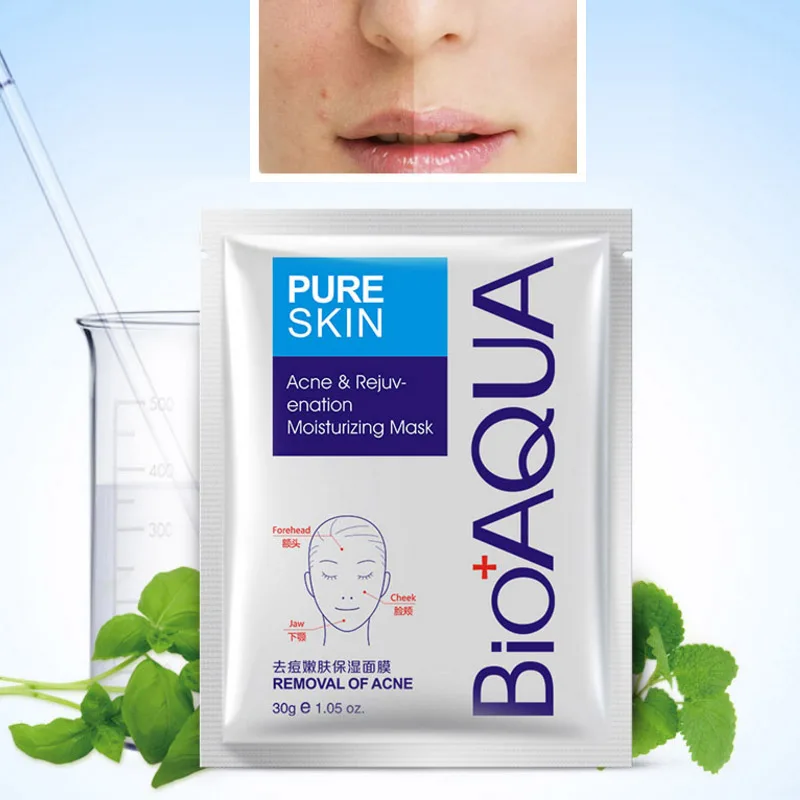 PURE
SKIN
Acne & Rejuv-
enation
Moisturizing Mask
BioAQUA
Forehead
额头
Cheek
脸颊
Jaw
下颚
去痘嫩肤保湿面膜
REMOVAL OF ACNE
30g e 1.05 oz.
500
400
300